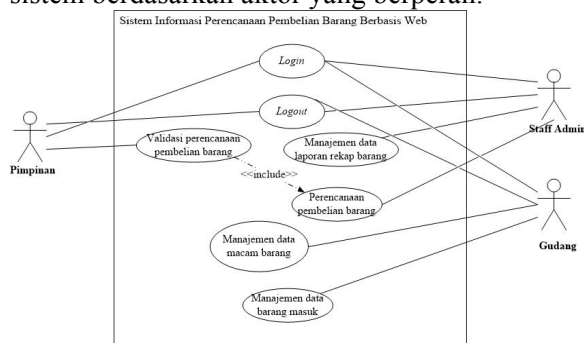 sistem berdasarkan aktor yang berperan.
Sistem Informasi Perencanaan Pembelian Barang Berbasis Web
Login
Logout
Staff Admin
Validasi perencanaan
pembelian barang
Manajemen data
laporan rekap barang
Pimpinan
<<include>>
Perencanaan
pembelian barang
Manajemen data
macam barang
Gudang
Manajemen data
barang masuk